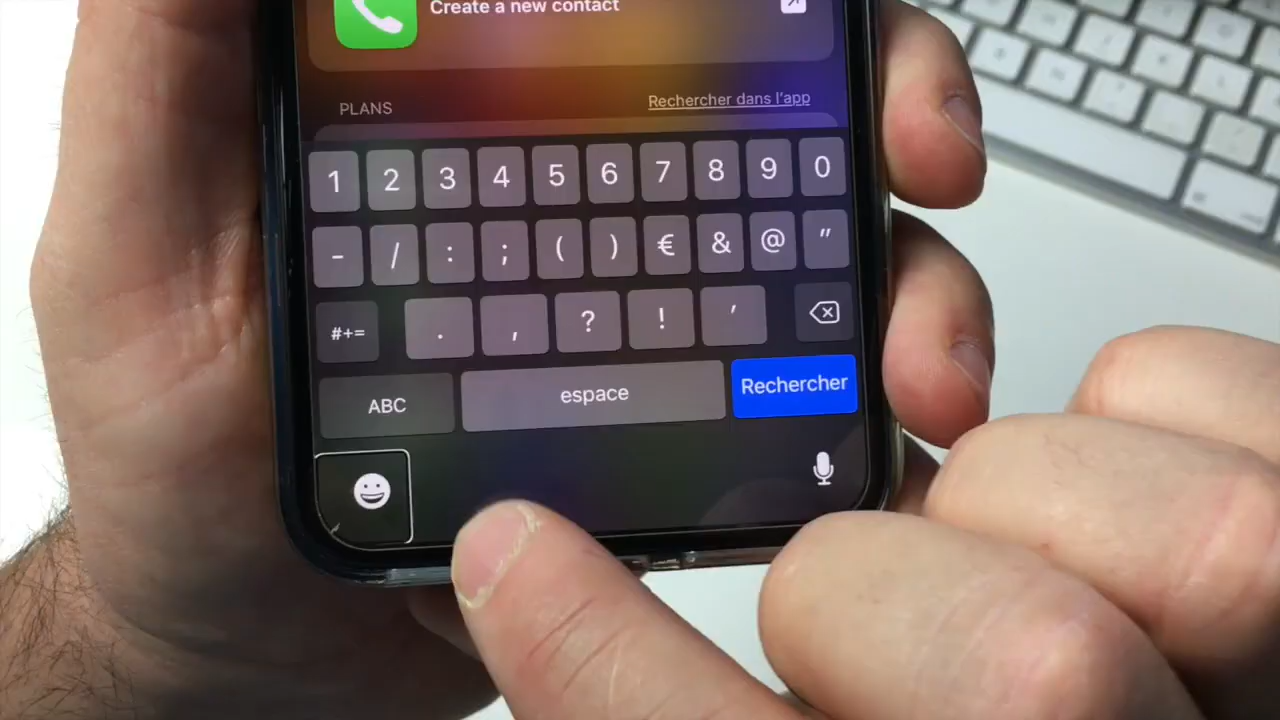 Create a new contact
PLANS
Rechercher dans l'app
1 2 3 4 5 6 7 8 9 0
- / : ; ( ) € & @ "
#+= . , ? ! '
ABC espace Rechercher